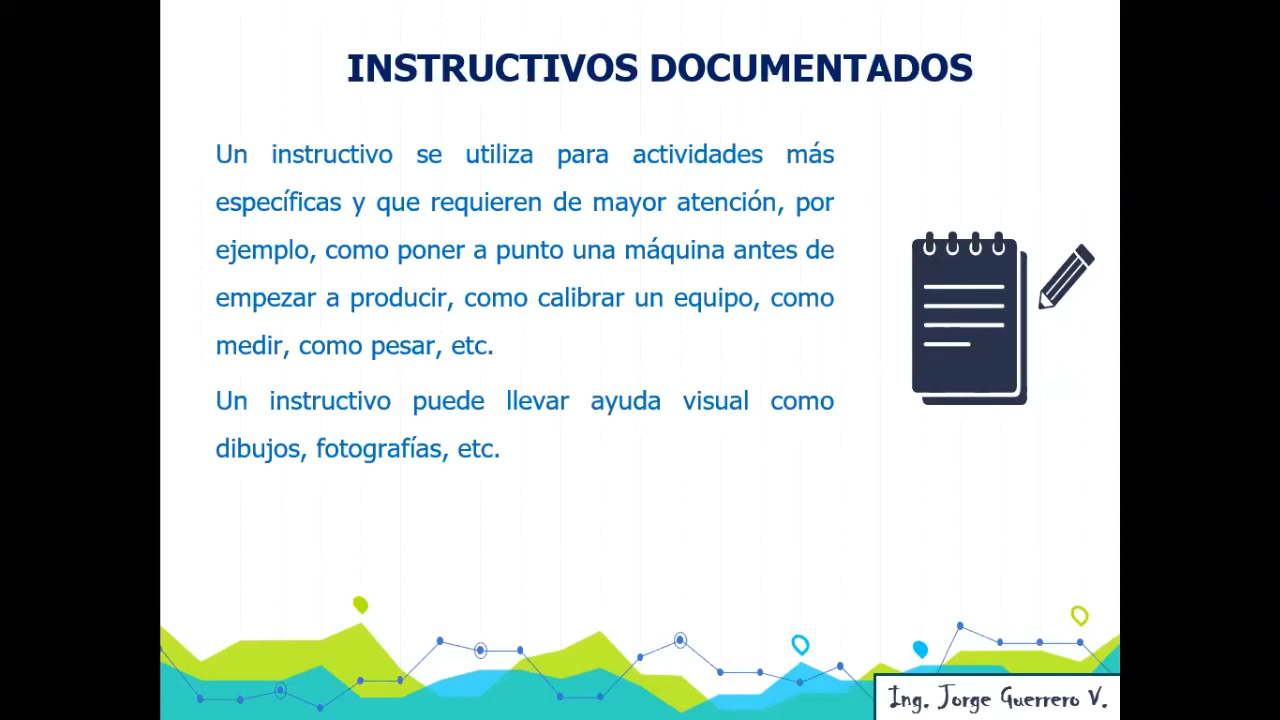 INSTRUCTIVOS DOCUMENTADOS
Un instructivo se utiliza para actividades más
específicas y que requieren de mayor atención, por
ejemplo, como poner a punto una máquina antes de
empezar a producir, como calibrar un equipo, como
medir, como pesar, etc.
Un instructivo puede llevar ayuda visual como
dibujos, fotografías, etc.
Ing. Jorge Guerrero V.